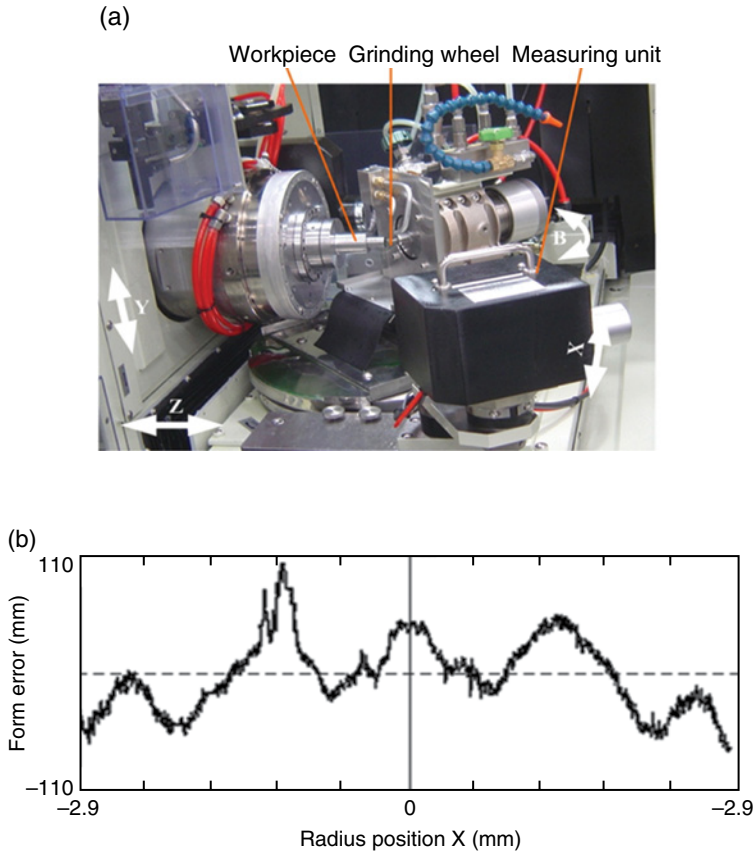 (a)
Workpiece Grinding wheel Measuring unit
B
Y
X
Z
(b)
110
Form error (mm)
–110
–2.9 0 –2.9
Radius position X (mm)